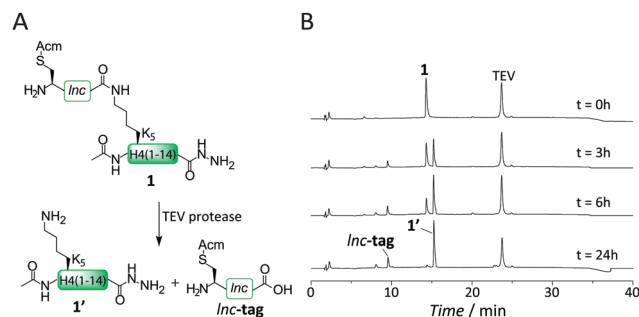 A
Acm
S
O
H₂N
lnc
NH
K₅
O
N
H
H4(1-14)
H
N
NH₂
O
1
TEV protease
NH₂
K₅
O
N
H
H4(1-14)
H
N
NH₂
O
1’
+
Acm
S
O
H₂N
lnc
OH
lnc-tag
B
1
TEV
t = 0h
t = 3h
t = 6h
1’
lnc-tag
t = 24h
0 10 20 30 40
Time / min